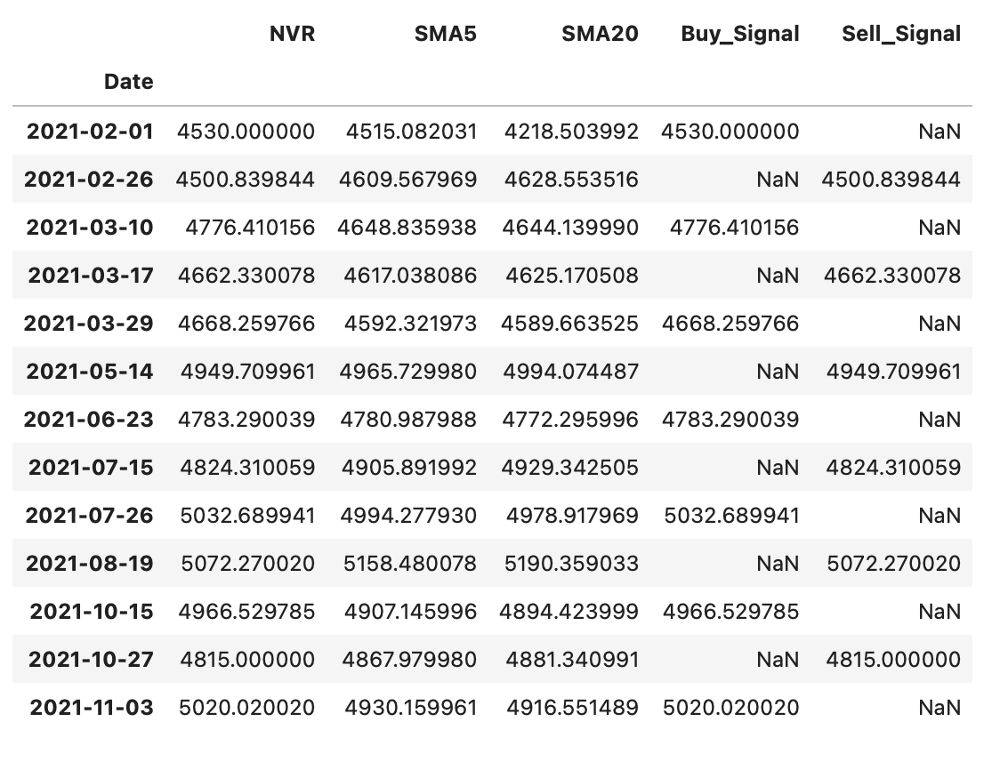 NVR SMA5 SMA20 Buy_Signal Sell_Signal
Date
2021-02-01 4530.000000 4515.082031 4218.503992 4530.000000 NaN
2021-02-26 4500.839844 4609.567969 4628.553516 NaN 4500.839844
2021-03-10 4776.410156 4648.835938 4644.139990 4776.410156 NaN
2021-03-17 4662.330078 4617.038086 4625.170508 NaN 4662.330078
2021-03-29 4668.259766 4592.321973 4589.663525 4668.259766 NaN
2021-05-14 4949.709961 4965.729980 4994.074487 NaN 4949.709961
2021-06-23 4783.290039 4780.987988 4772.295996 4783.290039 NaN
2021-07-15 4824.310059 4905.891992 4929.342505 NaN 4824.310059
2021-07-26 5032.689941 4994.277930 4978.917969 5032.689941 NaN
2021-08-19 5072.270020 5158.480078 5190.359033 NaN 5072.270020
2021-10-15 4966.529785 4907.145996 4894.423999 4966.529785 NaN
2021-10-27 4815.000000 4867.979980 4881.340991 NaN 4815.000000
2021-11-03 5020.020020 4930.159961 4916.551489 5020.020020 NaN